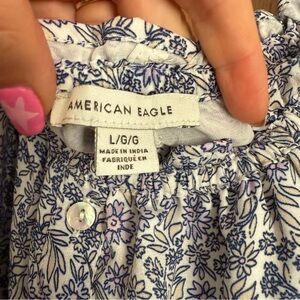 AMERICAN EAGLE
L/G/G
MADE IN INDIA
FABRIQUÉ EN
INDE